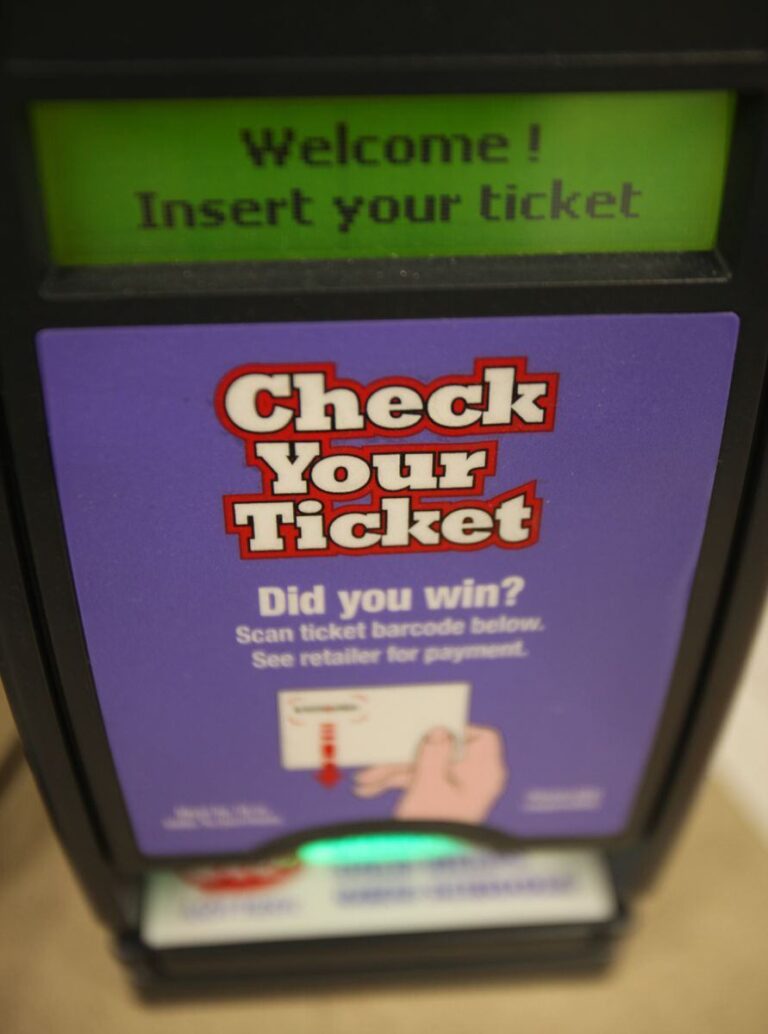 Welcome !
Insert your ticket
Check
Your
Ticket
Did you win?
Scan ticket barcode below.
See retailer for payment.